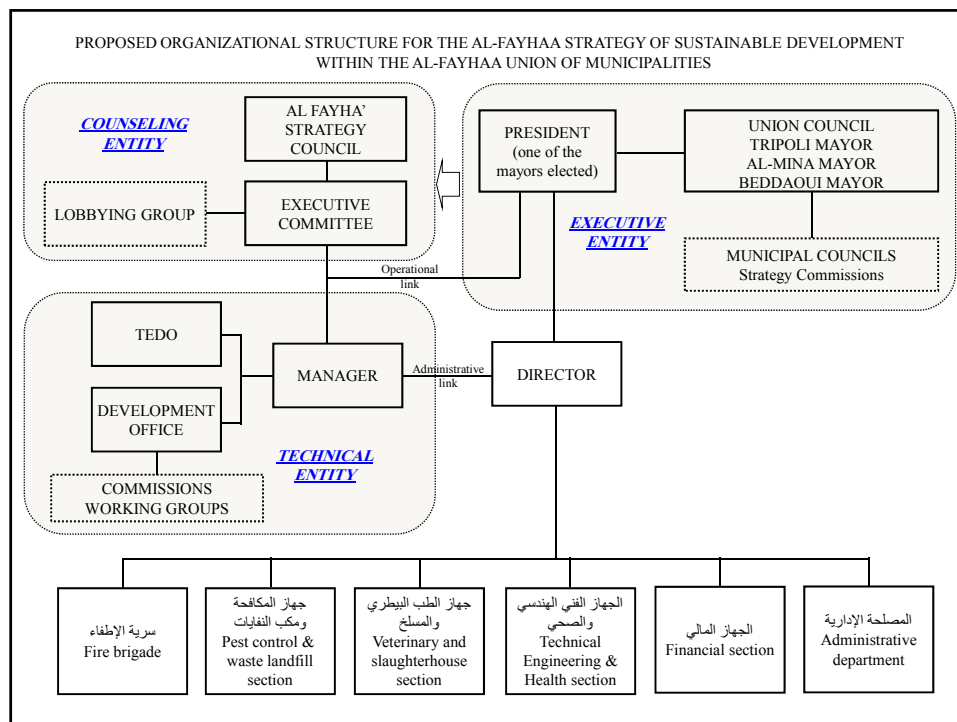 PROPOSED ORGANIZATIONAL STRUCTURE FOR THE AL-FAYHAA STRATEGY OF SUSTAINABLE DEVELOPMENT
WITHIN THE AL-FAYHAA UNION OF MUNICIPALITIES
COUNSELING
ENTITY
AL FAYHA'
STRATEGY
COUNCIL
LOBBYING GROUP
EXECUTIVE
COMMITTEE
PRESIDENT
(one of the
mayors elected)
UNION COUNCIL
TRIPOLI MAYOR
AL-MINA MAYOR
BEDDAOUI MAYOR
EXECUTIVE
ENTITY
MUNICIPAL COUNCILS
Strategy Commissions
Operational
link
TEDO
MANAGER
Administrative
link
DIRECTOR
DEVELOPMENT
OFFICE
TECHNICAL
ENTITY
COMMISSIONS
WORKING GROUPS
سرية الإطفاء
Fire brigade
جهاز المكافحة
ومكب النفايات
Pest control &
waste landfill
section
جهاز الطب البيطري
والمسلخ
Veterinary and
slaughterhouse
section
الجهاز الفني الهندسي
والصحي
Technical
Engineering &
Health section
الجهاز المالي
Financial section
المصلحة الإدارية
Administrative
department